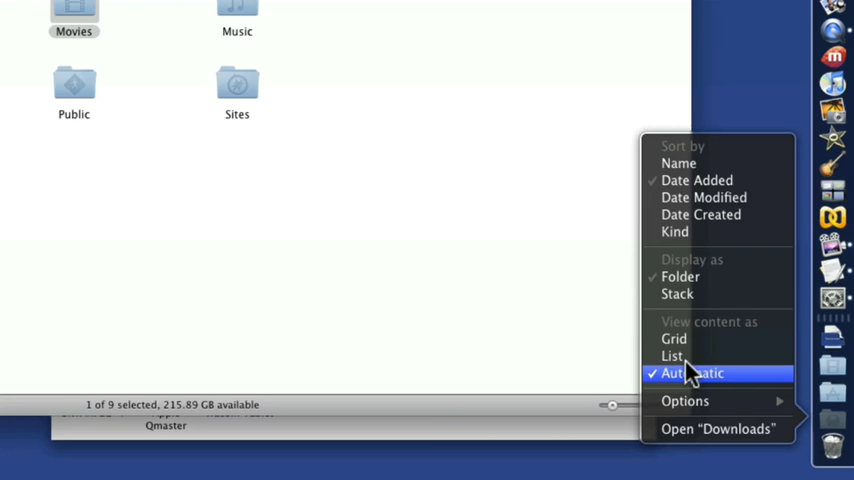 Movies
Music
Public
Sites
Sort by
Name
✓ Date Added
Date Modified
Date Created
Kind
Display as
✓ Folder
Stack
View content as
Grid
List
✓ Automatic
Options
Open “Downloads”
1 of 9 selected, 215.89 GB available
Qmaster